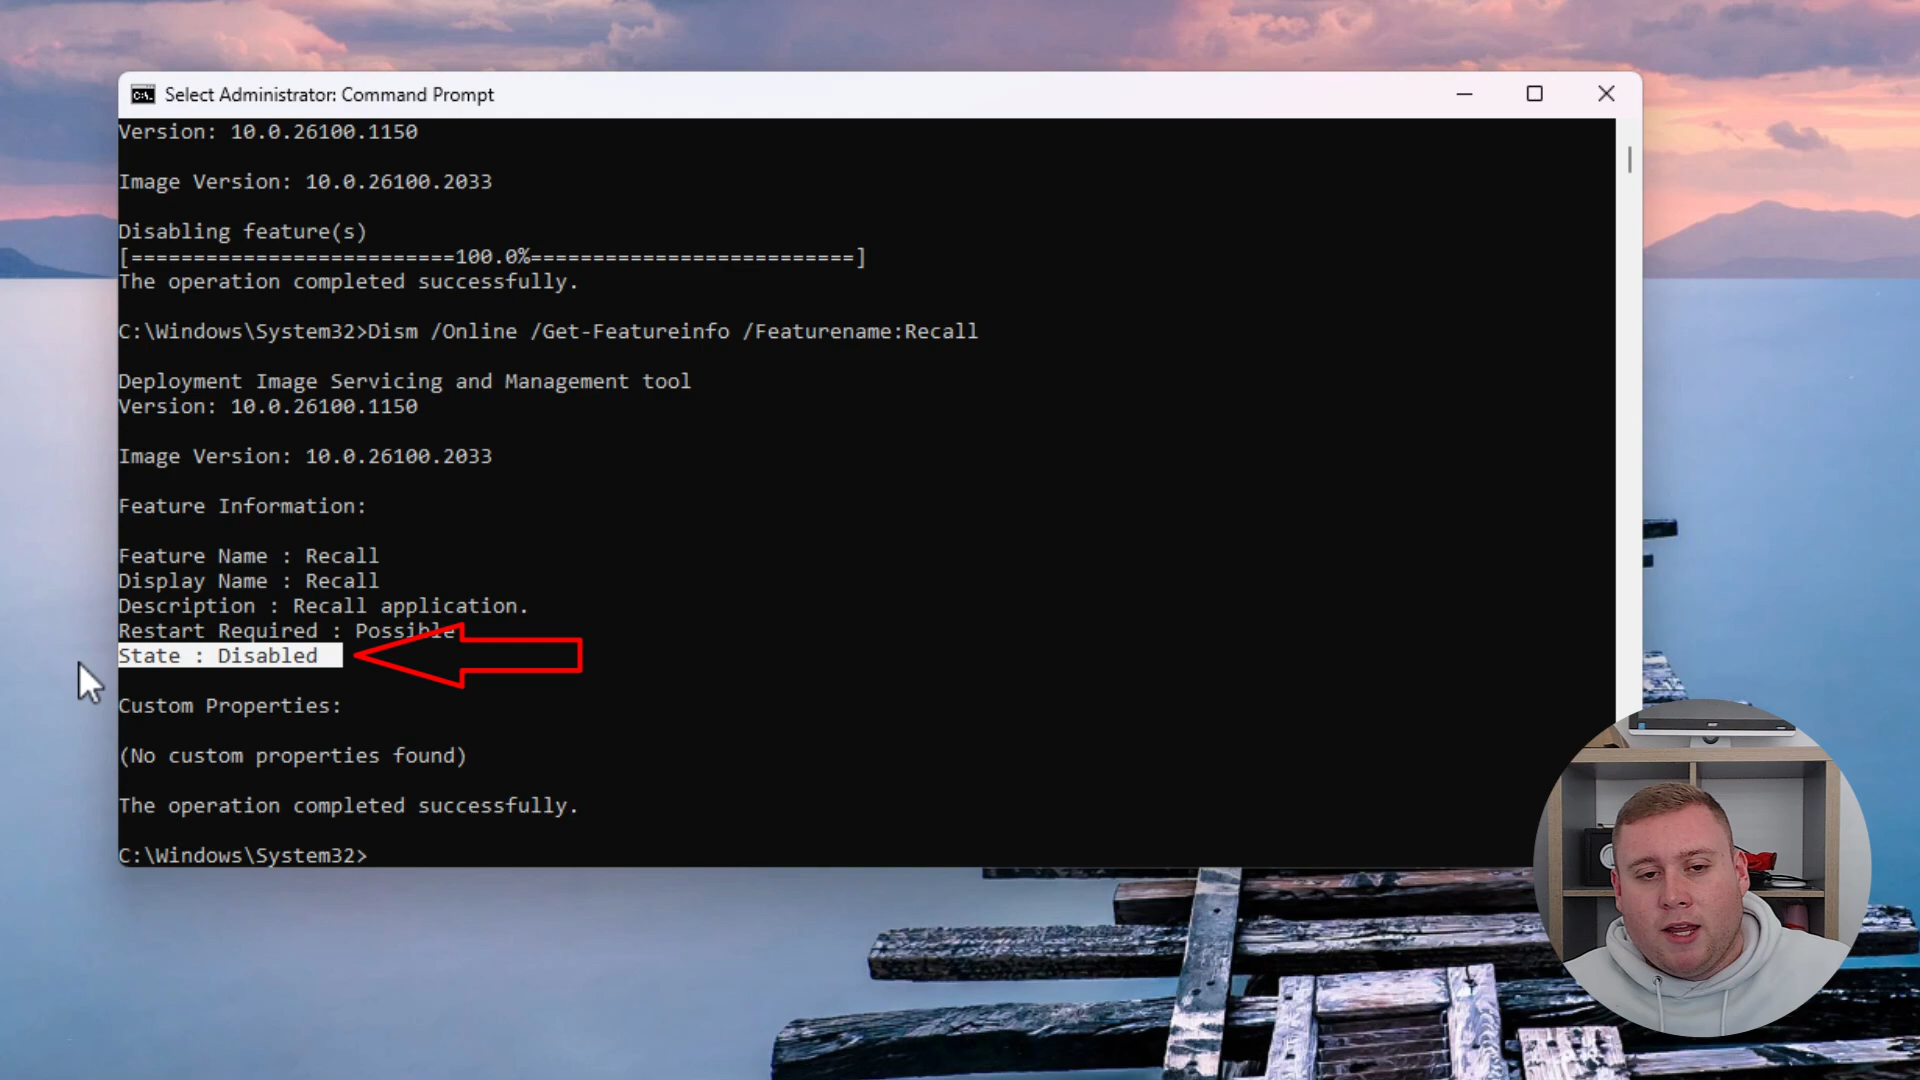 Select Administrator: Command Prompt
Version: 10.0.26100.1150
Image Version: 10.0.26100.2033
Disabling feature(s)
[==========================100.0%==========================]
The operation completed successfully.
C:\Windows\System32>Dism /Online /Get-Featureinfo /Featurename:Recall
Deployment Image Servicing and Management tool
Version: 10.0.26100.1150
Image Version: 10.0.26100.2033
Feature Information:
Feature Name : Recall
Display Name : Recall
Description : Recall application.
Restart Required : Possible
State : Disabled
Custom Properties:
(No custom properties found)
The operation completed successfully.
C:\Windows\System32>